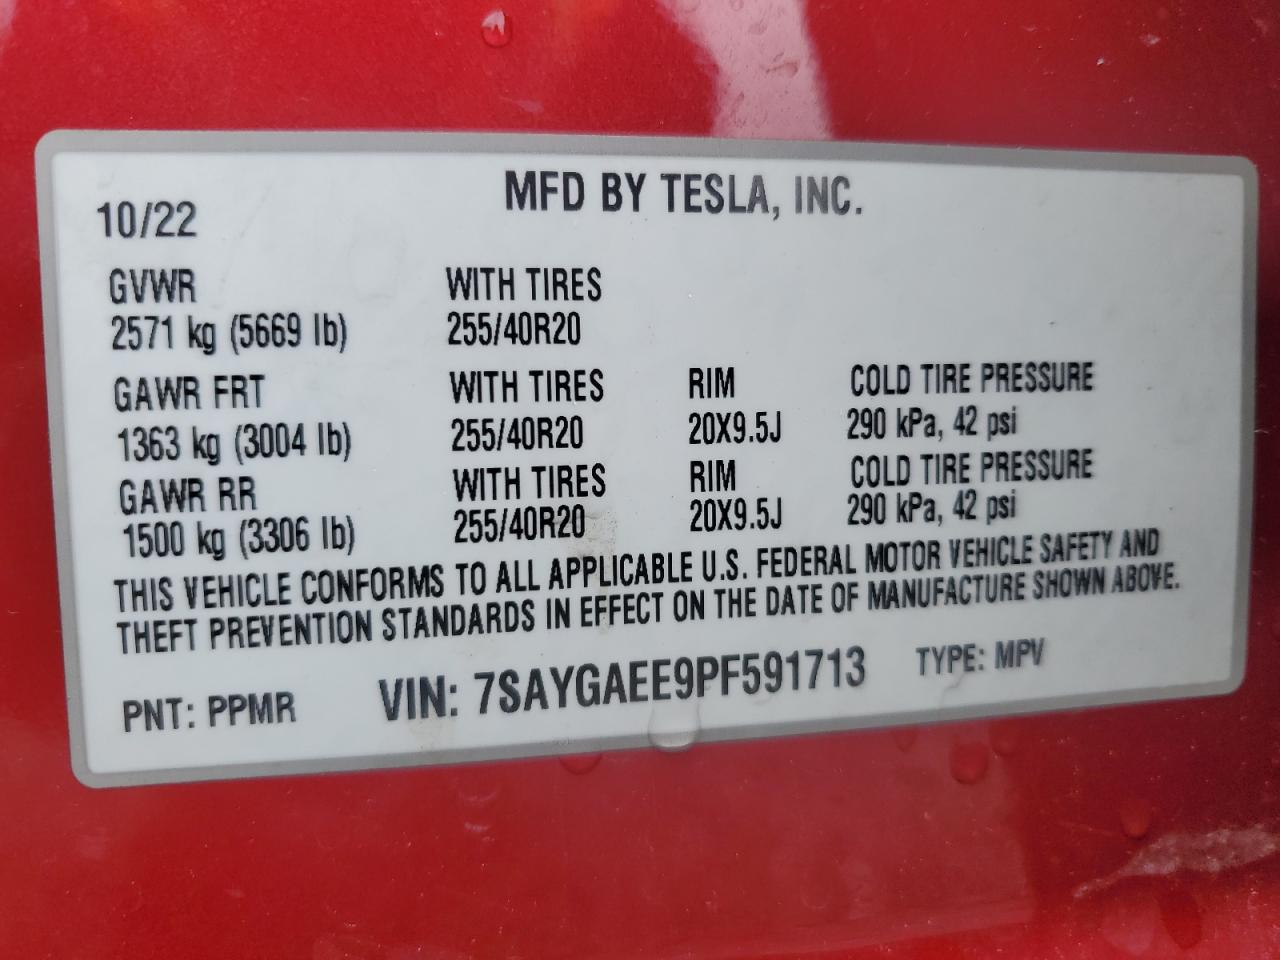 MFD BY TESLA, INC.
10/22
GVWR WITH TIRES
2571 kg (5669 lb) 255/40R20
GAWR FRT WITH TIRES RIM COLD TIRE PRESSURE
1363 kg (3004 lb) 255/40R20 20X9.5J 290 kPa, 42 psi
GAWR RR WITH TIRES RIM COLD TIRE PRESSURE
1500 kg (3306 lb) 255/40R20 20X9.5J 290 kPa, 42 psi
THIS VEHICLE CONFORMS TO ALL APPLICABLE U.S. FEDERAL MOTOR VEHICLE SAFETY AND
THEFT PREVENTION STANDARDS IN EFFECT ON THE DATE OF MANUFACTURE SHOWN ABOVE.
PNT: PPMR VIN: 7SAYGAEE9PF591713 TYPE: MPV